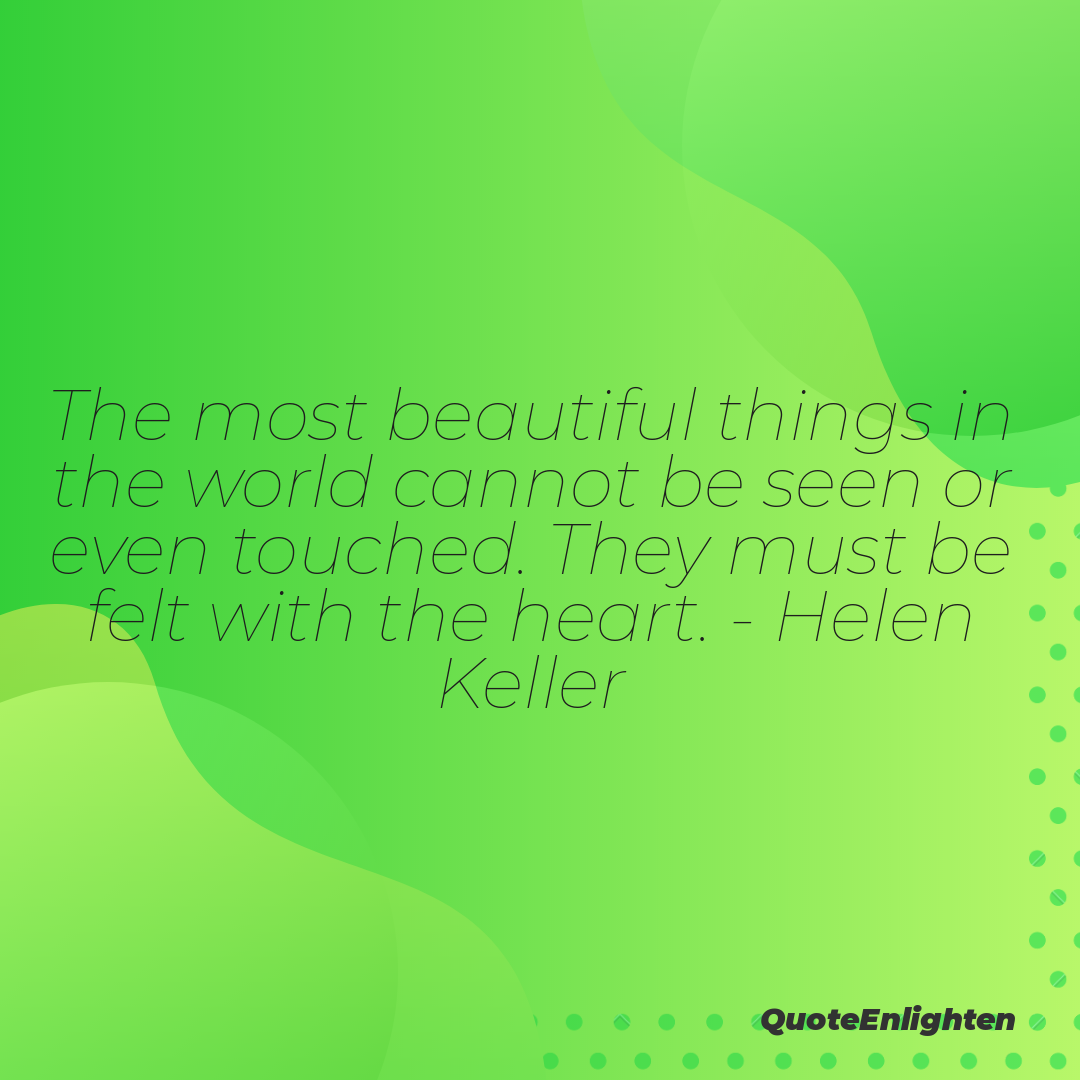 The most beautiful things in
the world cannot be seen or
even touched. They must be
felt with the heart. - Helen
Keller
QuoteEnlighten